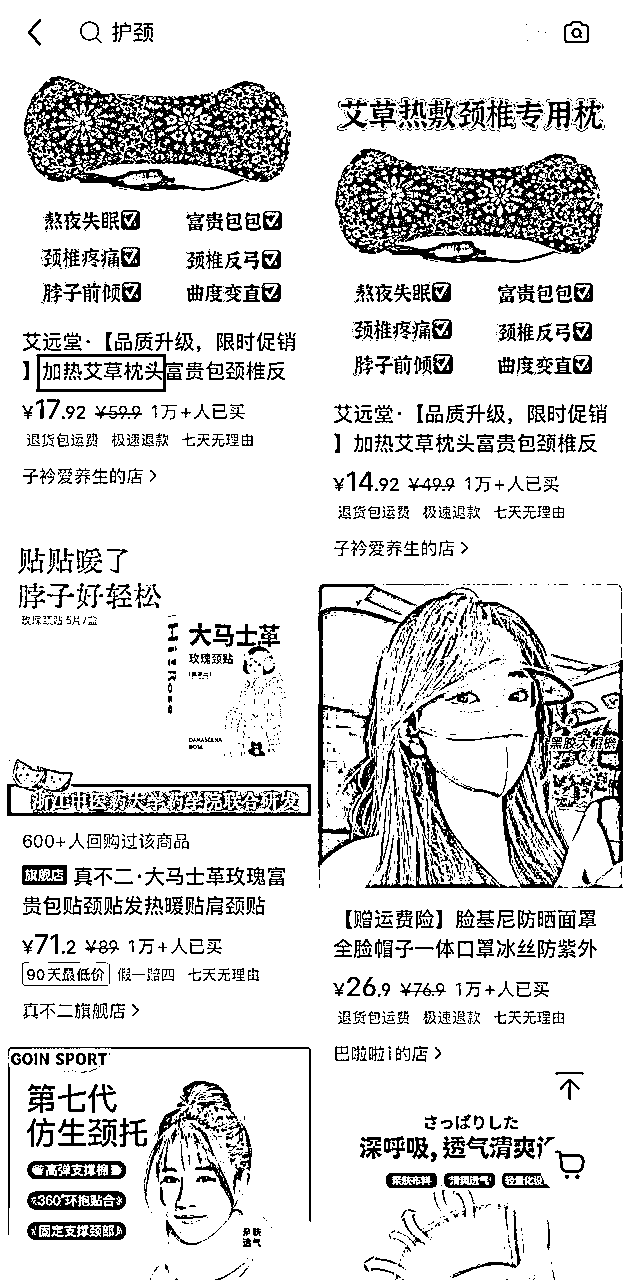 护颈
熬夜失眠 富贵包包
颈椎疼痛 颈椎反弓
脖子前倾 曲度变直
艾远堂·【品质升级，限时促销
】加热艾草枕头富贵包颈椎反
¥17.92 ¥59.9 1万+人已买
退货包运费 极速退款 七天无理由
子衿爱养生的店
艾草热敷颈椎专用枕
熬夜失眠 富贵包包
颈椎疼痛 颈椎反弓
脖子前倾 曲度变直
艾远堂·【品质升级，限时促销
】加热艾草枕头富贵包颈椎反
¥14.92 ¥49.9 1万+人已买
退货包运费 极速退款 七天无理由
子衿爱养生的店
贴贴暖了
脖子好轻松
玫瑰颈贴 5片/盒
大马士革
玫瑰颈贴
DAMASCENA
ROSE
浙江中医药大学药学院联合研发
600+人回购过该商品
旗舰店 真不二·大马士革玫瑰富
贵包贴颈贴发热暖贴肩颈贴
¥71.2 ¥89 1万+人已买
90天最低价 假一赔四 七天无理由
真不二旗舰店
黑胶大帽檐
【赠运费险】脸基尼防晒面罩
全脸帽子一体口罩冰丝防紫外
¥26.9 ¥76.9 1万+人已买
退货包运费 极速退款 七天无理由
巴啦啦i的店
GOIN SPORT
第七代
仿生颈托
高弹支撑棉
360°环抱贴合
固定支撑颈部
亲肤
透气
さっぱりした
深呼吸，透气清爽
亲肤布料 清爽透气 轻量化设